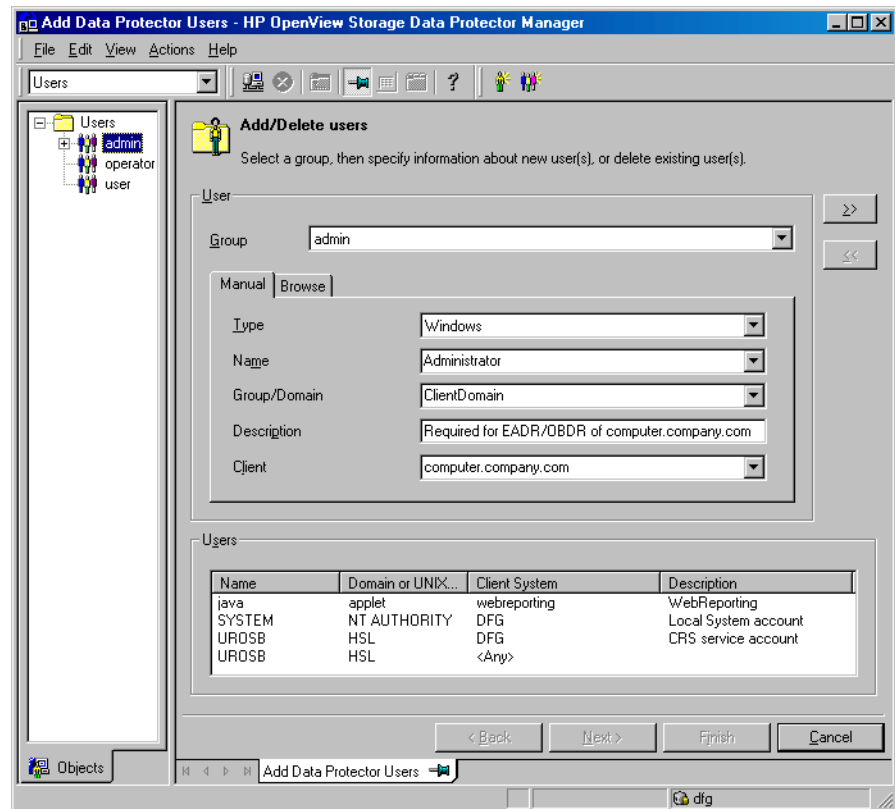 Add Data Protector Users - HP OpenView Storage Data Protector Manager
File Edit View Actions Help
Users
Users
admin
operator
user
Add/Delete users
Select a group, then specify information about new user(s), or delete existing user(s).
User
>>
<<
Group admin
Manual Browse
Type Windows
Name Administrator
Group/Domain ClientDomain
Description Required for EADR/OBDR of computer.company.com
Client computer.company.com
Users
Name Domain or UNIX... Client System Description
java applet webreporting WebReporting
SYSTEM NT AUTHORITY DFG Local System account
UROSB HSL DFG CRS service account
UROSB HSL <Any>
< Back Next > Finish Cancel
Objects
Add Data Protector Users
dfg